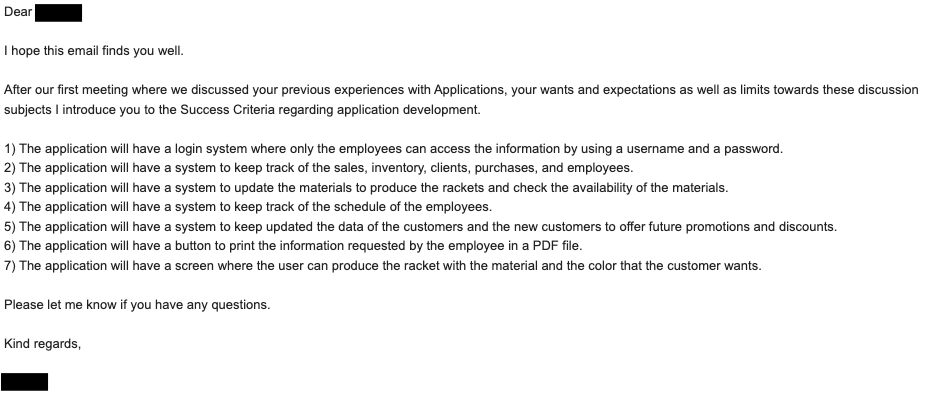 Dear
I hope this email finds you well.
After our first meeting where we discussed your previous experiences with Applications, your wants and expectations as well as limits towards these discussion
subjects I introduce you to the Success Criteria regarding application development.
1) The application will have a login system where only the employees can access the information by using a username and a password.
2) The application will have a system to keep track of the sales, inventory, clients, purchases, and employees.
3) The application will have a system to update the materials to produce the rackets and check the availability of the materials.
4) The application will have a system to keep track of the schedule of the employees.
5) The application will have a system to keep updated the data of the customers and the new customers to offer future promotions and discounts.
6) The application will have a button to print the information requested by the employee in a PDF file.
7) The application will have a screen where the user can produce the racket with the material and the color that the customer wants.
Please let me know if you have any questions.
Kind regards,